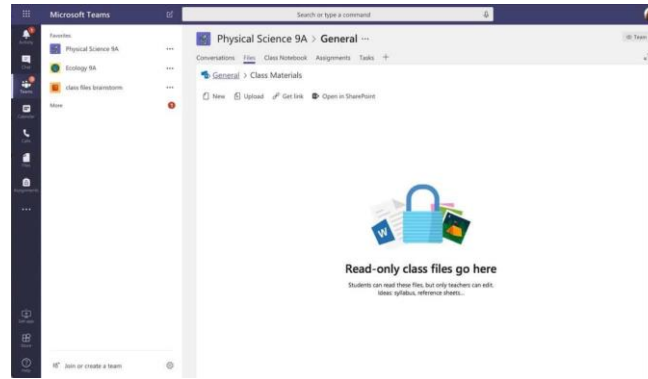 Microsoft Teams
Search or type a command
Activity
Chat
Teams
Calendar
Calls
Files
Assignments
Help
Favorites
Physical Science 9A
Ecology 9A
class files brainstorm
More
Join or create a team
Physical Science 9A > General
Team
Conversations Files Class Notebook Assignments Tasks +
General > Class Materials
New Upload Get link Open in SharePoint
W
Read-only class files go here
Students can read these files, but only teachers can edit.
Ideas: syllabus, reference sheets...